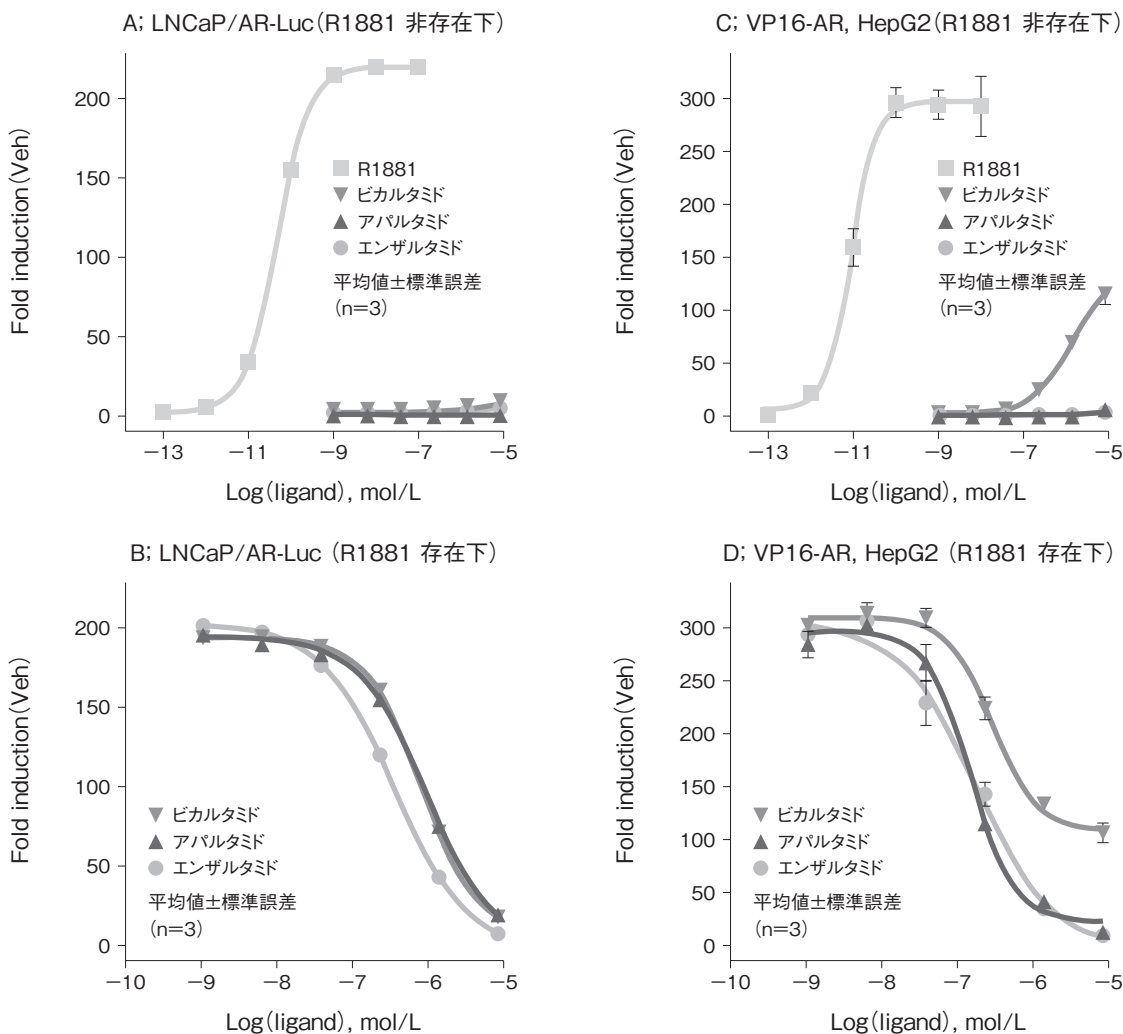 A; LNCaP/AR-Luc(R1881 非存在下)
Fold induction(Veh)
200
150
100
50
0
R1881
ビカルタミド
アパルタミド
エンザルタミド
平均値±標準誤差
(n=3)
−13 −11 −9 −7 −5
Log(ligand), mol/L
C; VP16-AR, HepG2(R1881 非存在下)
Fold induction(Veh)
300
250
200
150
100
50
0
R1881
ビカルタミド
アパルタミド
エンザルタミド
平均値±標準誤差
(n=3)
−13 −11 −9 −7 −5
Log(ligand), mol/L
B; LNCaP/AR-Luc (R1881 存在下)
Fold induction(Veh)
200
150
100
50
0
ビカルタミド
アパルタミド
エンザルタミド
平均値±標準誤差
(n=3)
−10 −9 −8 −7 −6 −5
Log(ligand), mol/L
D; VP16-AR, HepG2 (R1881 存在下)
Fold induction(Veh)
300
250
200
150
100
50
0
ビカルタミド
アパルタミド
エンザルタミド
平均値±標準誤差
(n=3)
−10 −9 −8 −7 −6 −5
Log(ligand), mol/L